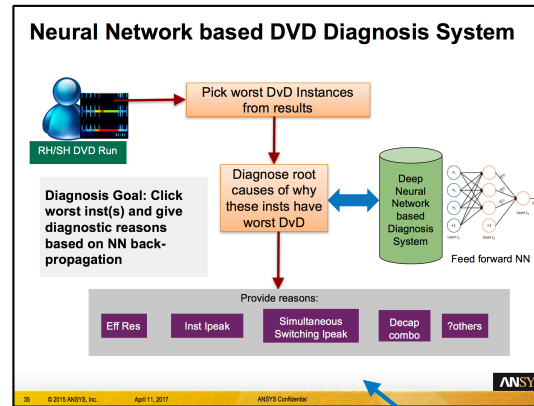 Neural Network based DVD Diagnosis System
Pick worst DvD Instances
from results
RH/SH DVD Run
Diagnose root
causes of why
these insts have
worst DvD
Deep
Neural
Network
based
Diagnosis
System
Feed forward NN
Diagnosis Goal: Click
worst inst(s) and give
diagnostic reasons
based on NN back-
propagation
Provide reasons:
Eff Res
Inst Ipeak
Simultaneous
Switching Ipeak
Decap
combo
?others
35 © 2015 ANSYS, Inc. April 11, 2017 ANSYS Confidential